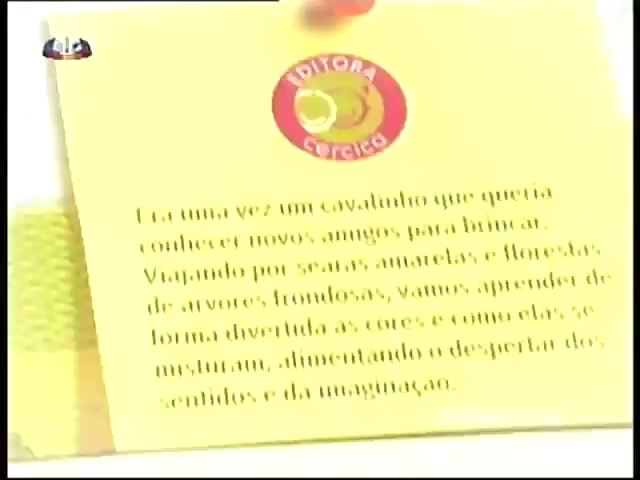 SIC
EDITORA
cercica
Era uma vez um cavalinho que queria
conhecer novos amigos para brincar.
Viajando por searas amarelas e florestas
de árvores frondosas, vamos aprender de
forma divertida as cores e como elas se
misturam, alimentando o despertar dos
sentidos e da imaginação.